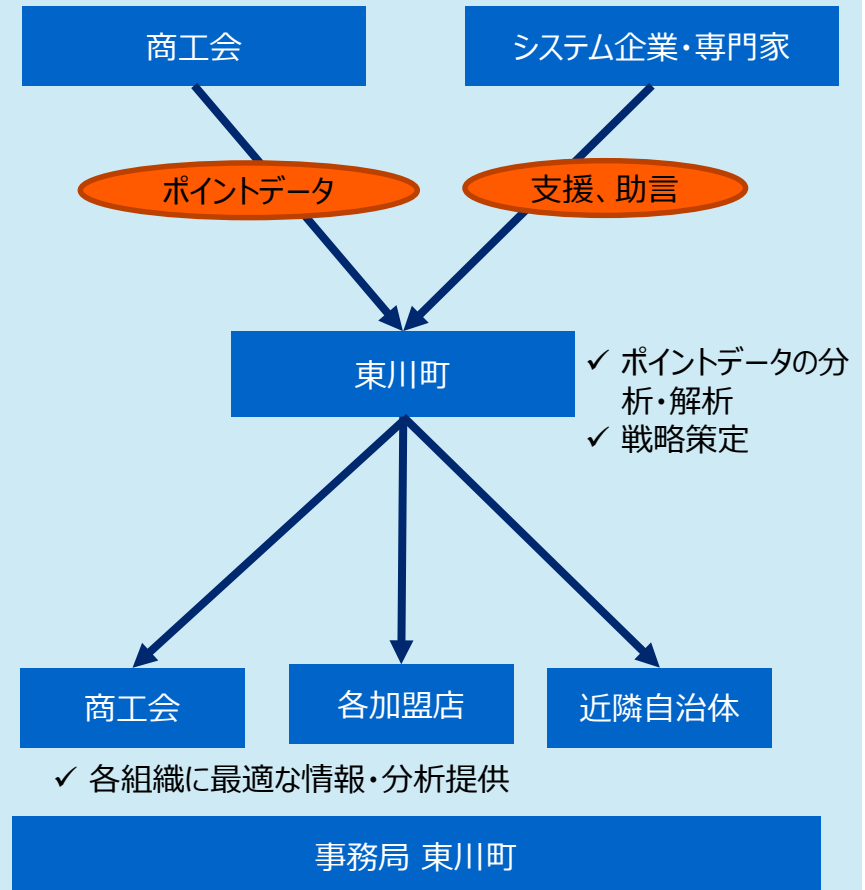 商工会
システム企業・専門家
ポイントデータ
支援、助言
東川町
✓ ポイントデータの分
析・解析
✓ 戦略策定
商工会
各加盟店
近隣自治体
✓ 各組織に最適な情報・分析提供
事務局 東川町